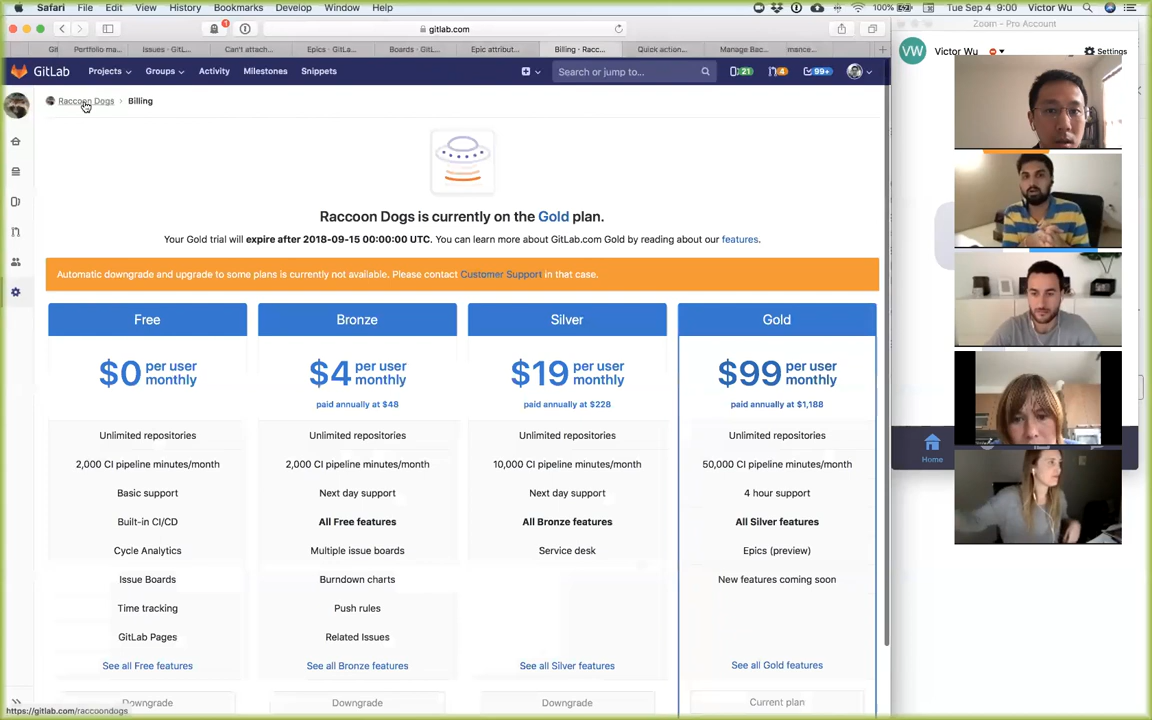 Safari File Edit View History Bookmarks Develop Window Help 100% Tue Sep 4 9:00 Victor Wu
Zoom - Pro Account
1
gitlab.com
Victor Wu
VW
Settings
Git Portfolio ma... Issues · GitL... Can't attach... Epics · GitLa... Boards · GitL... Epic attribut... Billing · Racc... Quick action... Manage Bac... mance...
GitLab Projects Groups Activity Milestones Snippets Search or jump to... 21 4 99+
Raccoon Dogs › Billing
Raccoon Dogs is currently on the Gold plan.
Your Gold trial will expire after 2018-09-15 00:00:00 UTC. You can learn more about GitLab.com Gold by reading about our features.
Automatic downgrade and upgrade to some plans is currently not available. Please contact Customer Support in that case.
Free
$0 per user monthly
Unlimited repositories
2,000 CI pipeline minutes/month
Basic support
Built-in CI/CD
Cycle Analytics
Issue Boards
Time tracking
GitLab Pages
See all Free features
Downgrade
Bronze
$4 per user monthly
paid annually at $48
Unlimited repositories
2,000 CI pipeline minutes/month
Next day support
All Free features
Multiple issue boards
Burndown charts
Push rules
Related Issues
See all Bronze features
Downgrade
Silver
$19 per user monthly
paid annually at $228
Unlimited repositories
10,000 CI pipeline minutes/month
Next day support
All Bronze features
Service desk
See all Silver features
Downgrade
Gold
$99 per user monthly
paid annually at $1,188
Unlimited repositories
50,000 CI pipeline minutes/month
4 hour support
All Silver features
Epics (preview)
New features coming soon
See all Gold features
Current plan
Home
https://gitlab.com/raccoondogs